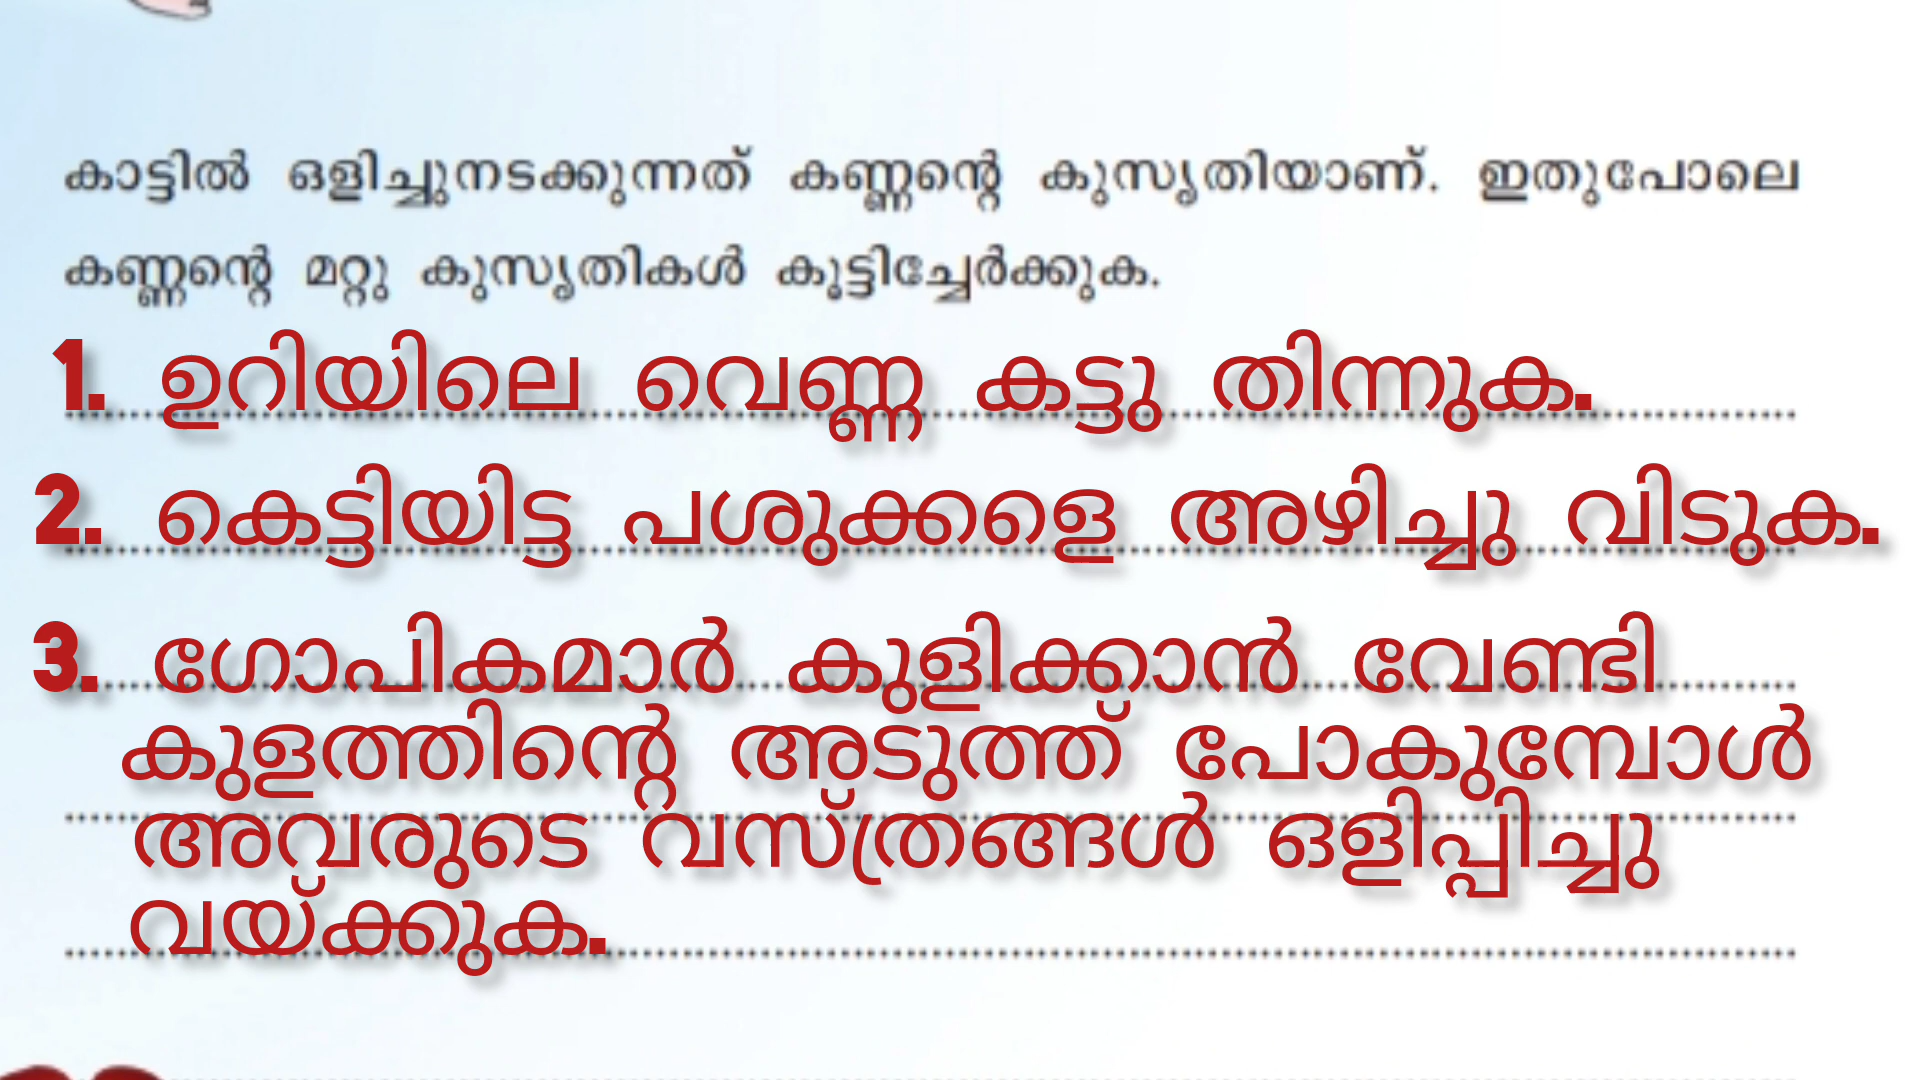 കാട്ടിൽ ഒളിച്ചുനടക്കുന്നത് കണ്ണന്റെ കുസൃതിയാണ്. ഇതുപോലെ
കണ്ണന്റെ മറ്റു കുസൃതികൾ കൂട്ടിച്ചേർക്കുക.
1. ഉറിയിലെ വെണ്ണ കട്ടു തിന്നുക.
2. കെട്ടിയിട്ട പശുക്കളെ അഴിച്ചു വിടുക.
3. ഗോപികമാർ കുളിക്കാൻ വേണ്ടി
കുളത്തിന്റെ അടുത്ത് പോകുമ്പോൾ
അവരുടെ വസ്ത്രങ്ങൾ ഒളിപ്പിച്ചു
വയ്ക്കുക.